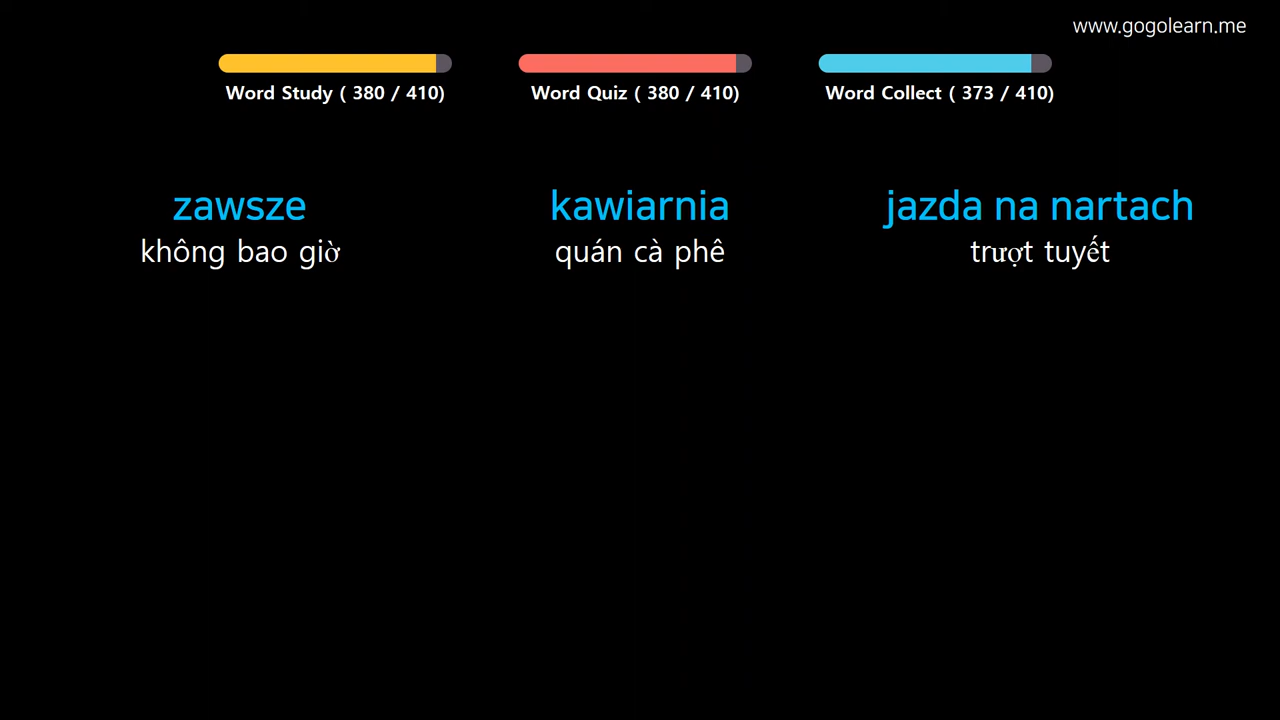 www.gogolearn.me
Word Study ( 380 / 410)
Word Quiz ( 380 / 410)
Word Collect ( 373 / 410)
zawsze
không bao giờ
kawiarnia
quán cà phê
jazda na nartach
trượt tuyết